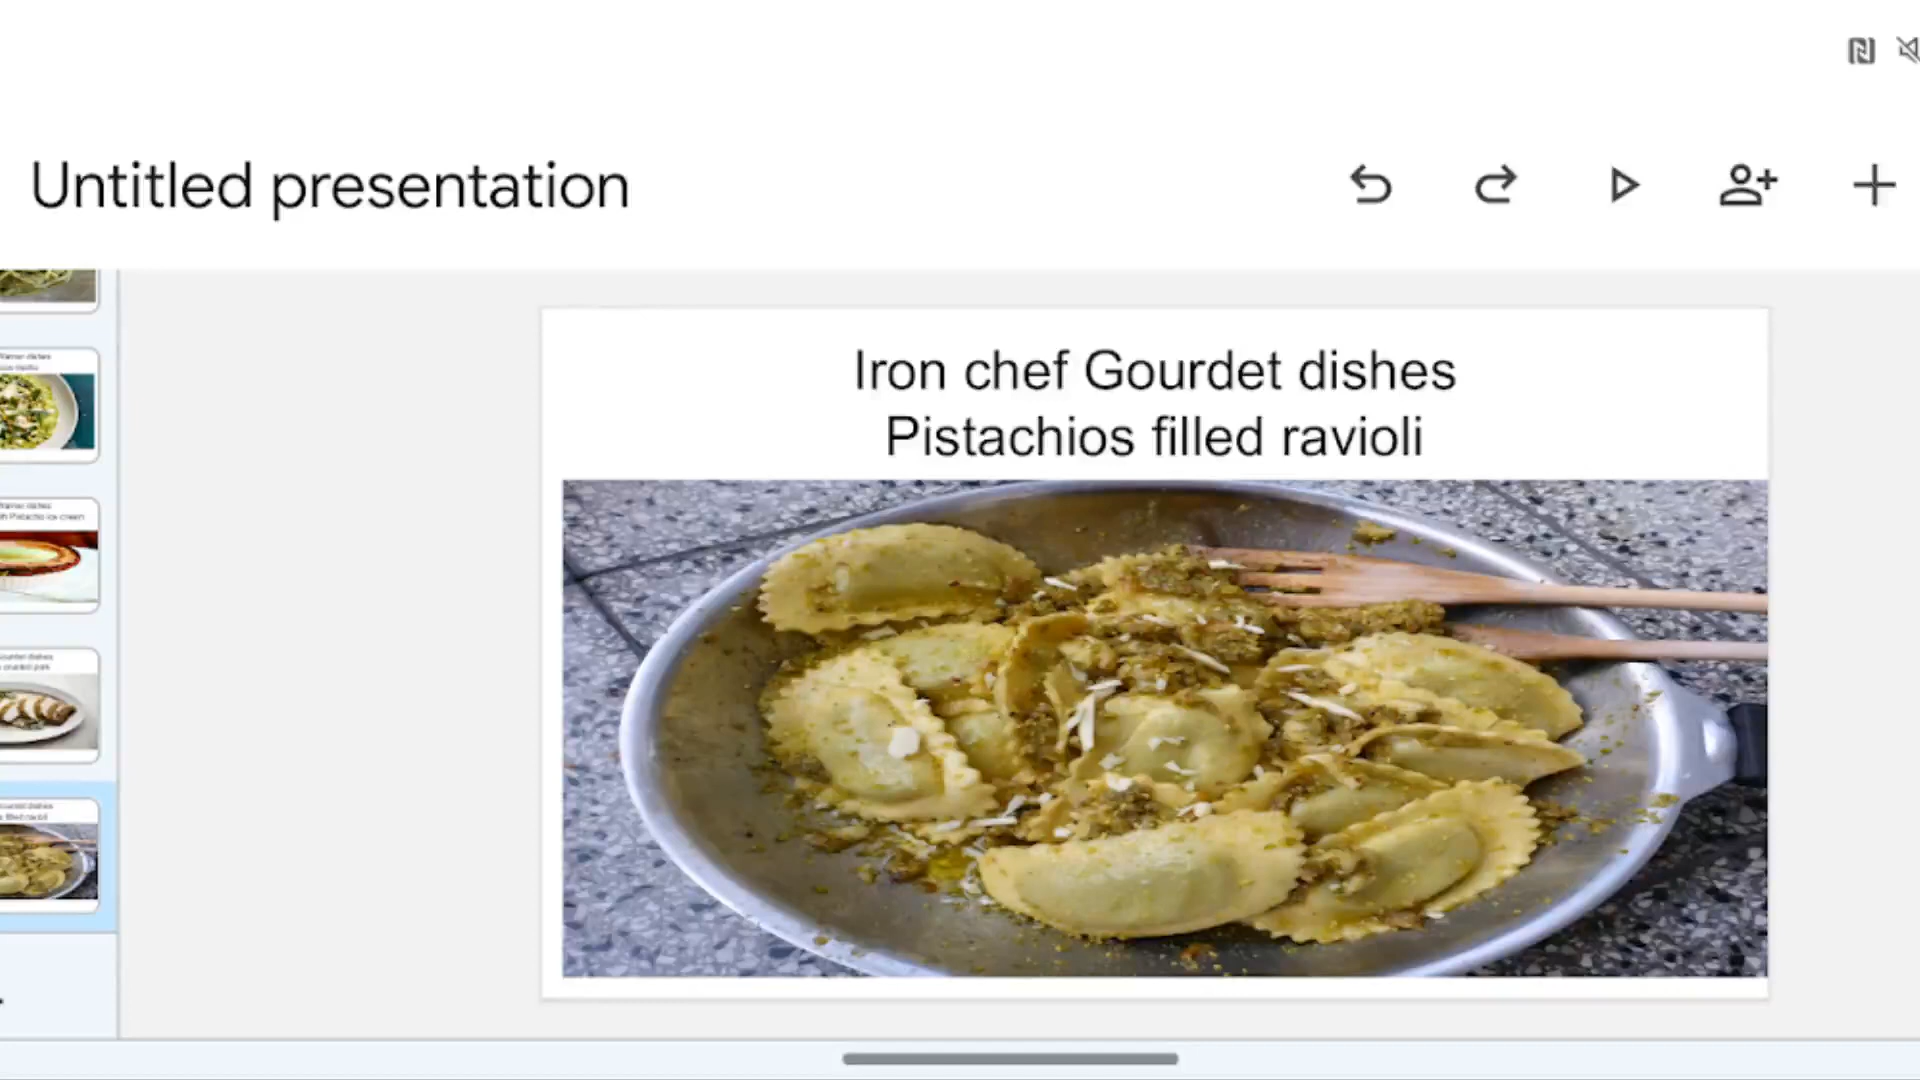 Untitled presentation
Iron chef Gourdet dishes
Pistachios filled ravioli